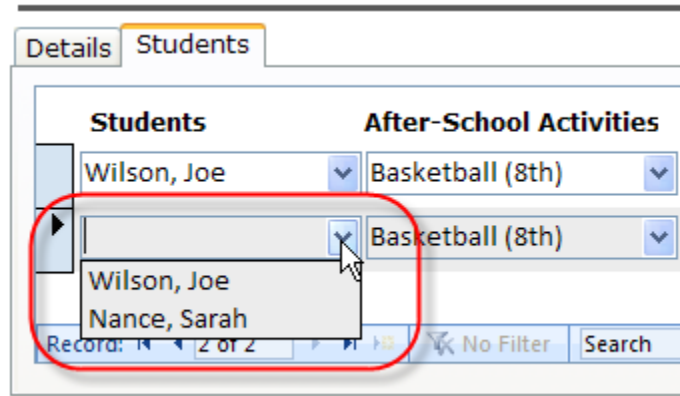 Details Students
Students After-School Activities
Wilson, Joe Basketball (8th)
Basketball (8th)
Wilson, Joe
Nance, Sarah
Record: 2 of 2 No Filter Search